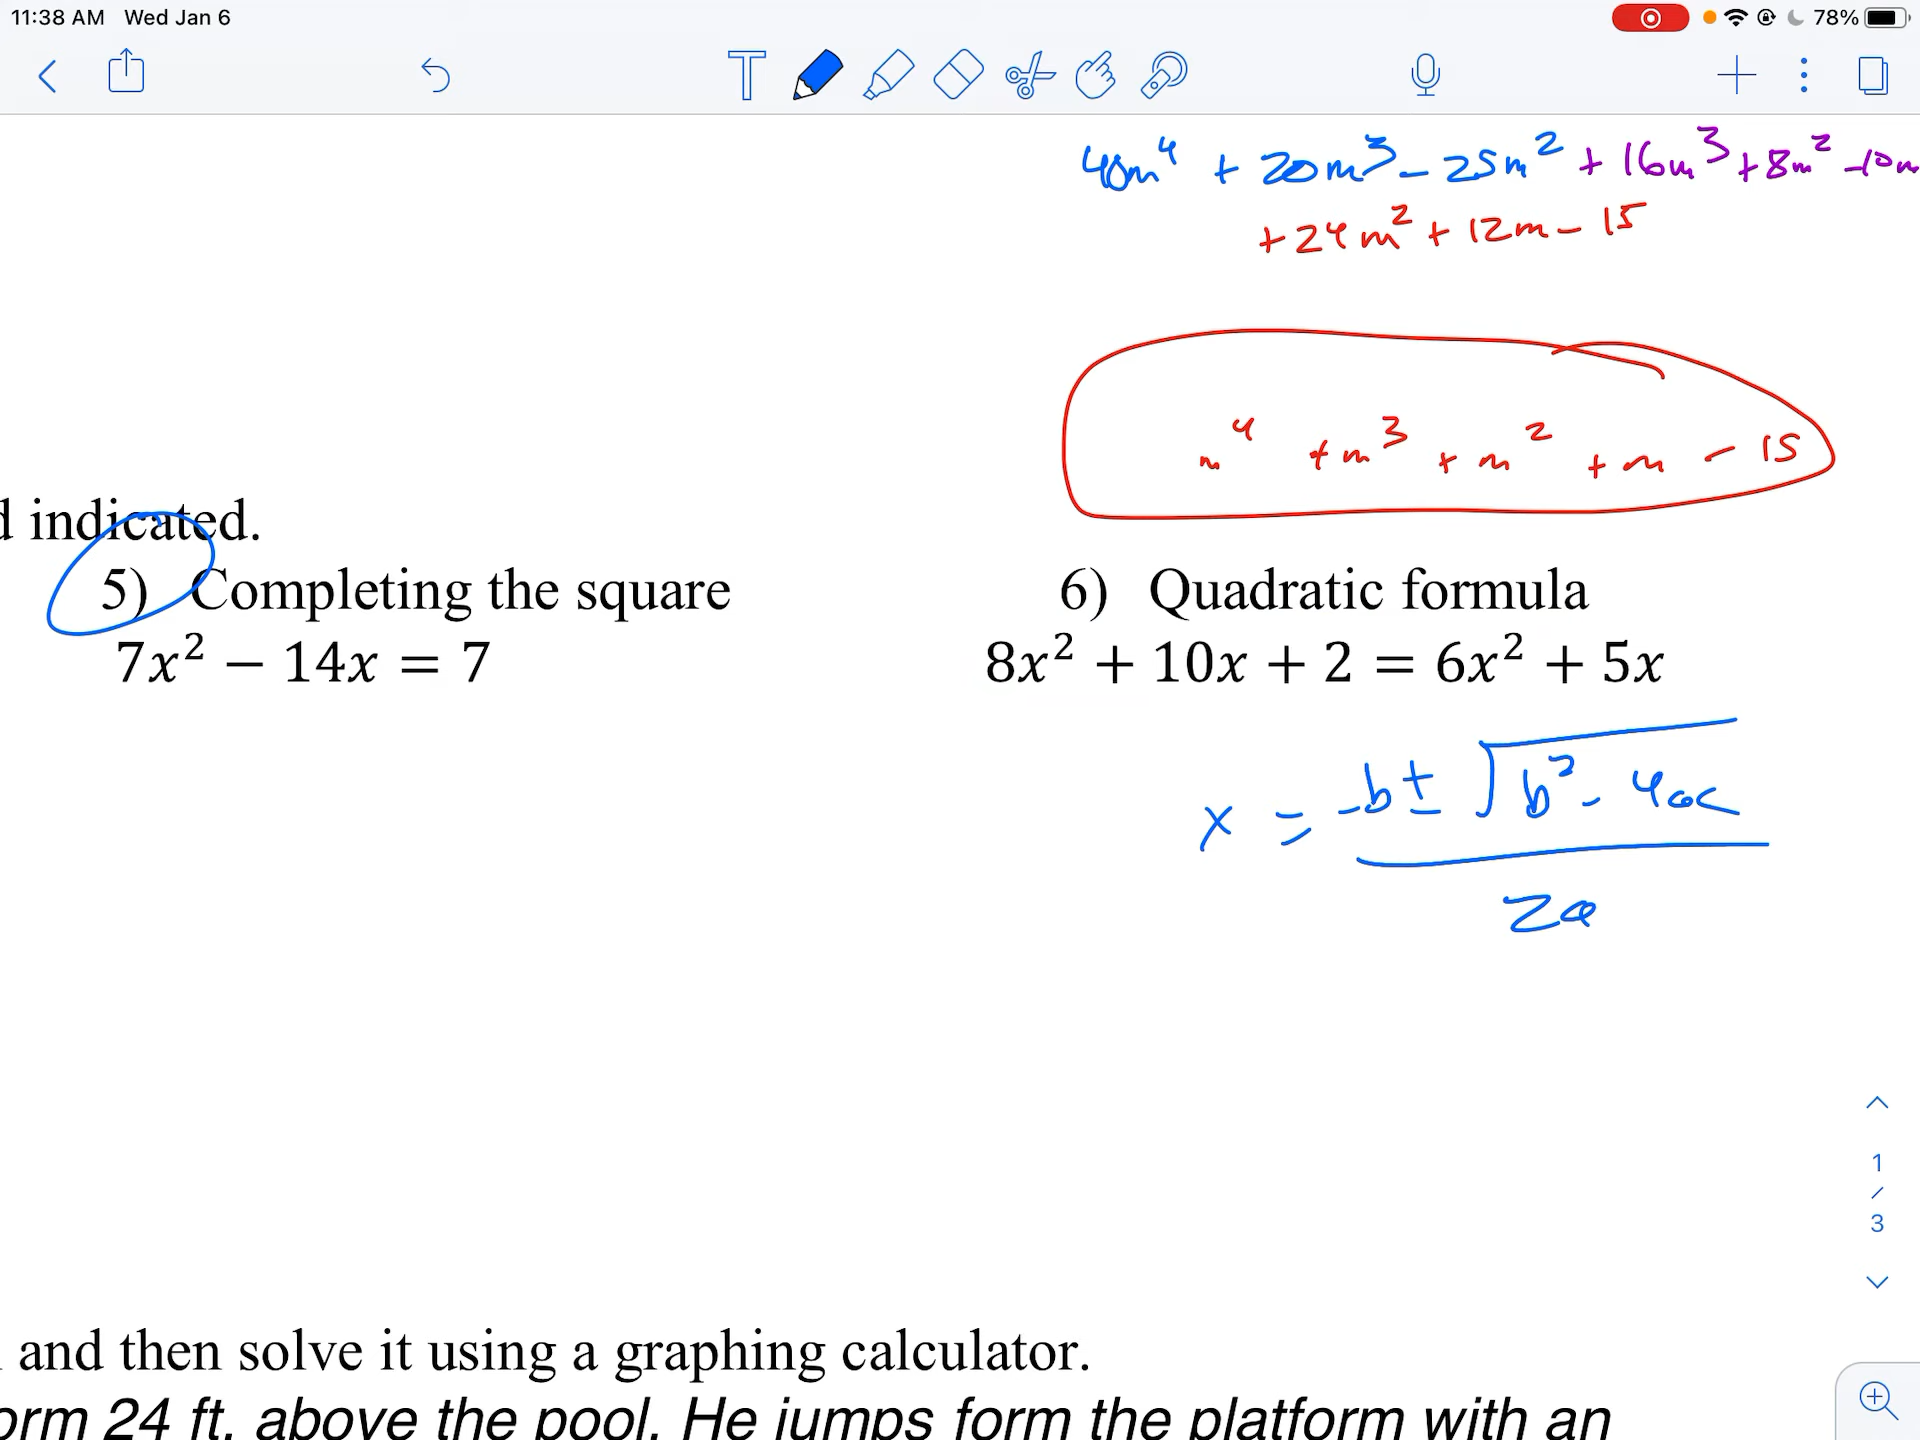 11:38 AM Wed Jan 6
78%
40m⁴ + 20m³ - 25m² + 16m³ + 8m² - 10m
+ 24m² + 12m - 15
m⁴ + m³ + m² + m - 15
d indicated.
5) Completing the square
7x² − 14x = 7
6) Quadratic formula
8x² + 10x + 2 = 6x² + 5x
x = -b ± √b² - 4ac
2a
1
/
3
and then solve it using a graphing calculator.
orm 24 ft. above the pool. He jumps form the platform with an